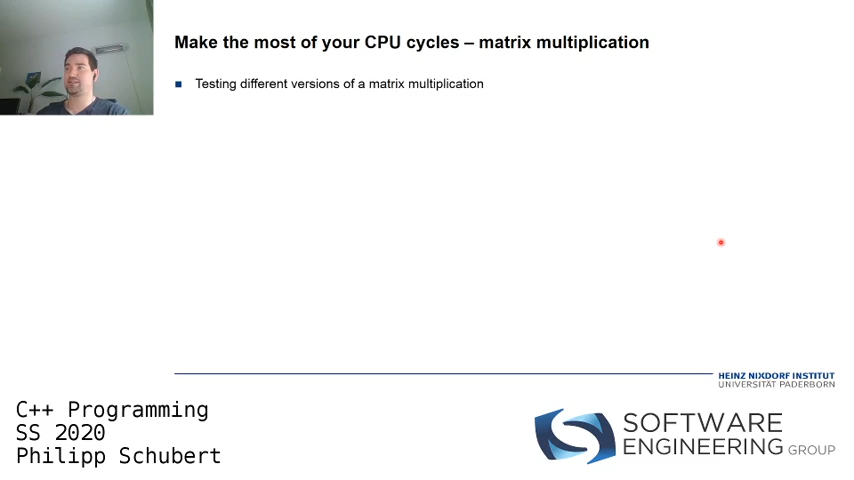 Make the most of your CPU cycles – matrix multiplication
Testing different versions of a matrix multiplication
HEINZ NIXDORF INSTITUT
UNIVERSITÄT PADERBORN
C++ Programming
SS 2020
Philipp Schubert
SOFTWARE
ENGINEERING GROUP